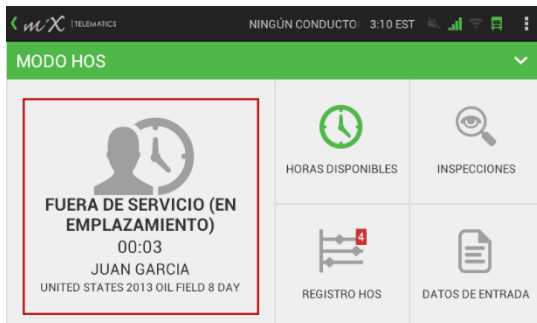 miX TELEMATICS
NINGÚN CONDUCTO 3:10 EST
MODO HOS
FUERA DE SERVICIO (EN
EMPLAZAMIENTO)
00:03
JUAN GARCIA
UNITED STATES 2013 OIL FIELD 8 DAY
HORAS DISPONIBLES
INSPECCIONES
4
REGISTRO HOS
DATOS DE ENTRADA